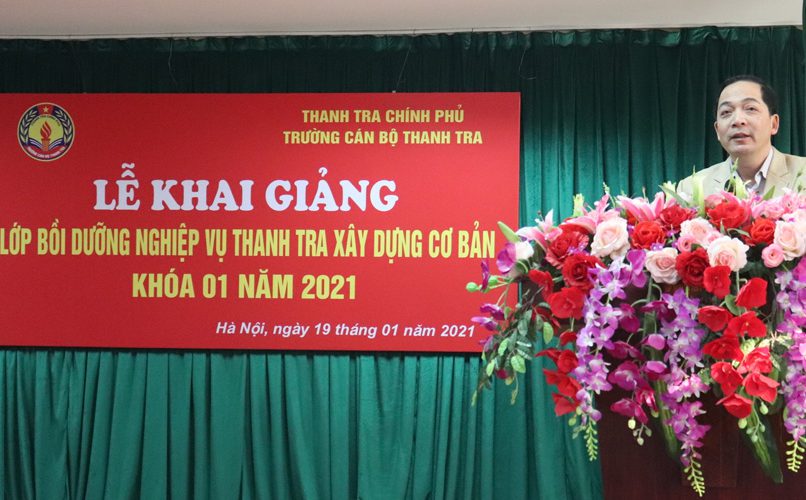 THANH TRA CHÍNH PHỦ
TRƯỜNG CÁN BỘ THANH TRA
LỄ KHAI GIẢNG
LỚP BỒI DƯỠNG NGHIỆP VỤ THANH TRA XÂY DỰNG CƠ BẢN
KHÓA 01 NĂM 2021
Hà Nội, ngày 19 tháng 01 năm 2021